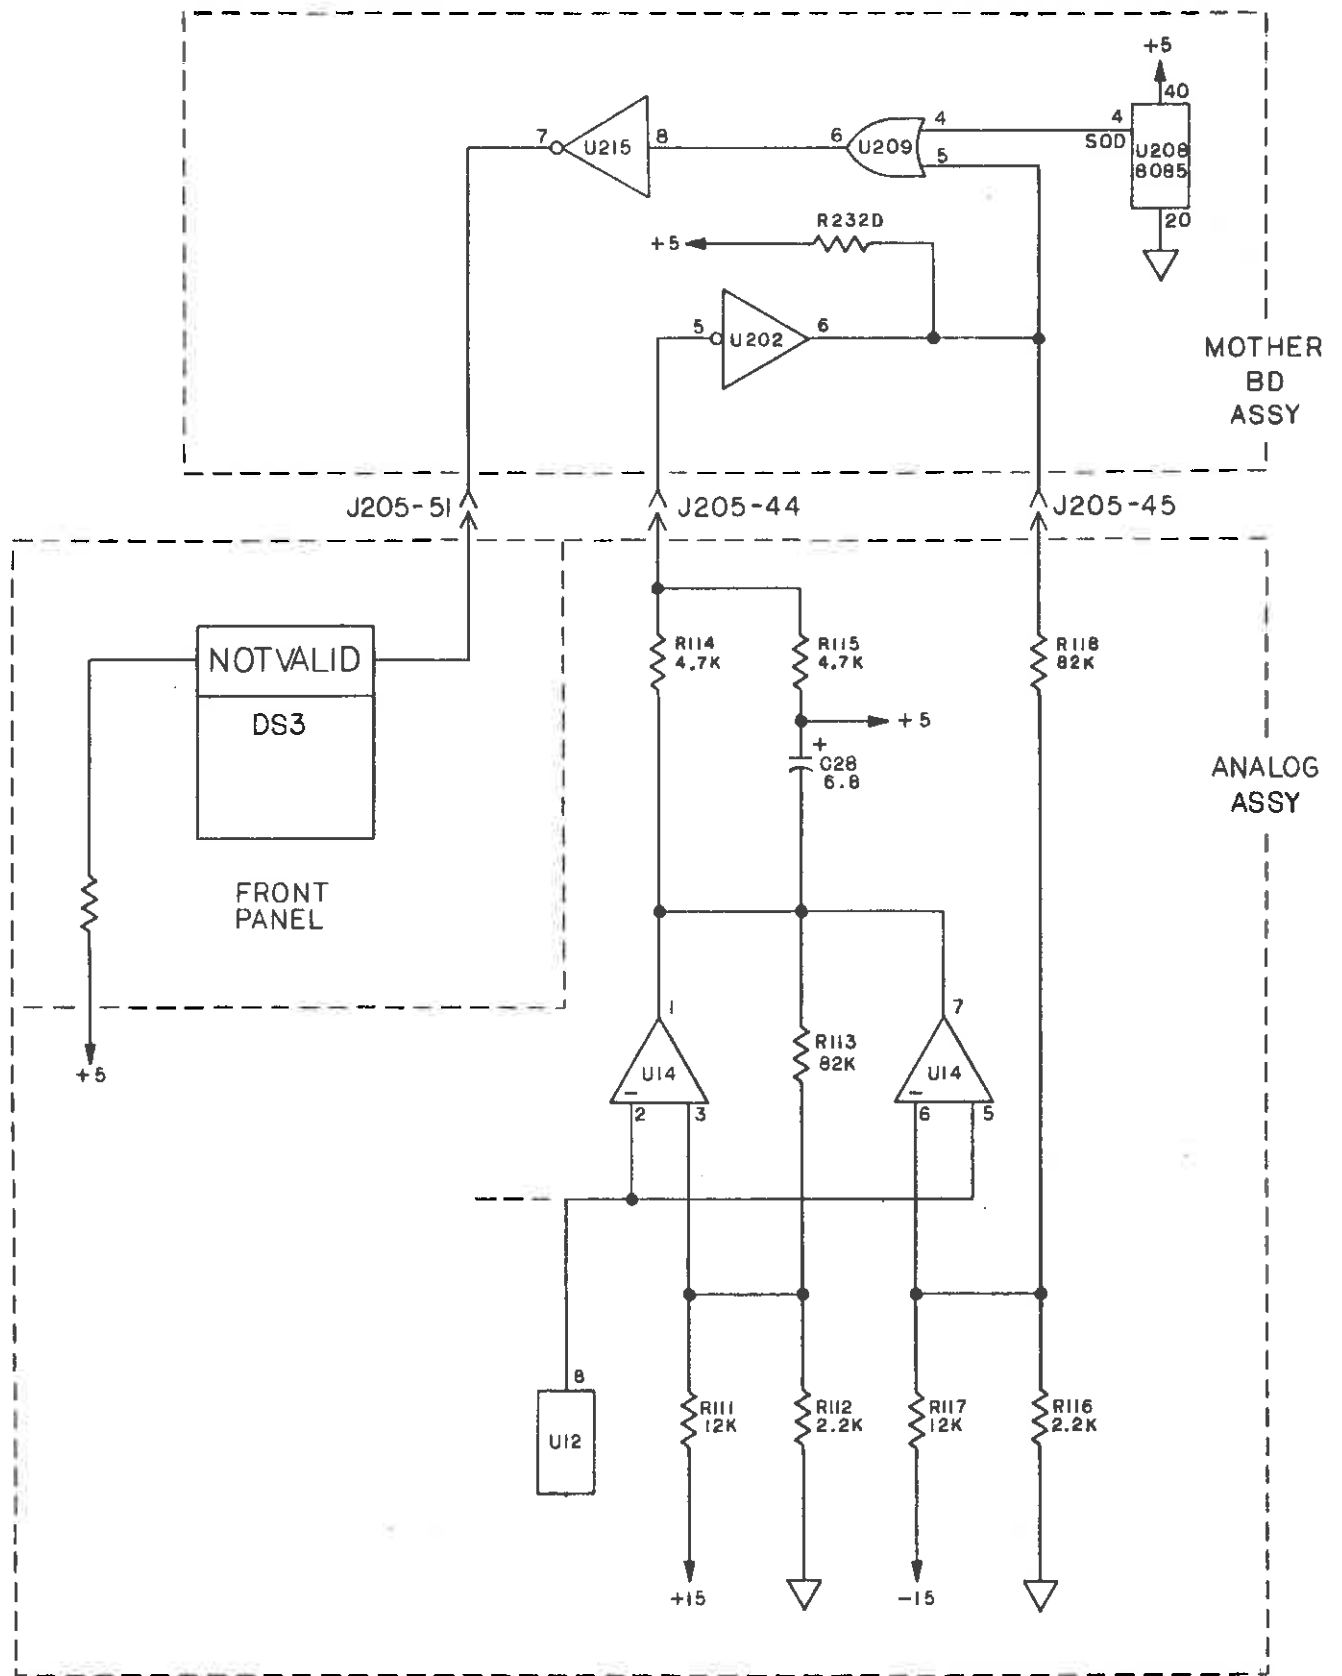 +5
40
4
SOD
U208
8085
20
4
5
U209
6
8
U215
7
R232D
+5
5
U202
6
MOTHER
BD
ASSY
J205-51
J205-44
J205-45
NOTVALID
DS3
FRONT
PANEL
+5
R114
4.7K
R115
4.7K
+5
+
C28
6.8
R118
82K
ANALOG
ASSY
1
U14
−
2
3
R113
82K
7
U14
−
6
5
8
U12
R111
12K
R112
2.2K
R117
12K
R116
2.2K
+15
-15